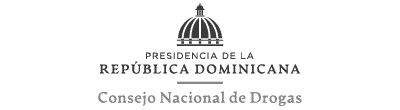 PRESIDENCIA DE LA
REPÚBLICA DOMINICANA
Consejo Nacional de Drogas